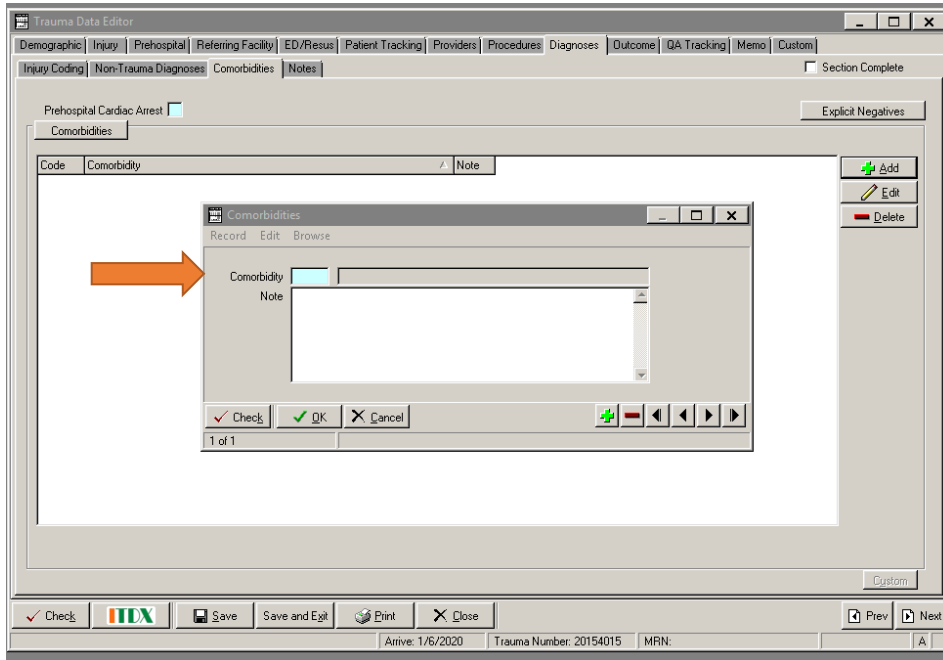 Trauma Data Editor
Demographic Injury Prehospital Referring Facility ED/Resus Patient Tracking Providers Procedures Diagnoses Outcome QA Tracking Memo Custom
Injury Coding Non-Trauma Diagnoses Comorbidities Notes Section Complete
Prehospital Cardiac Arrest Explicit Negatives
Comorbidities
Code Comorbidity Note
Add
Edit
Delete
Comorbidities
Record Edit Browse
Comorbidity
Note
Check OK Cancel
1 of 1
Custom
Check ITDX Save Save and Exit Print Close Prev Next
Arrive: 1/6/2020 Trauma Number: 20154015 MRN: A